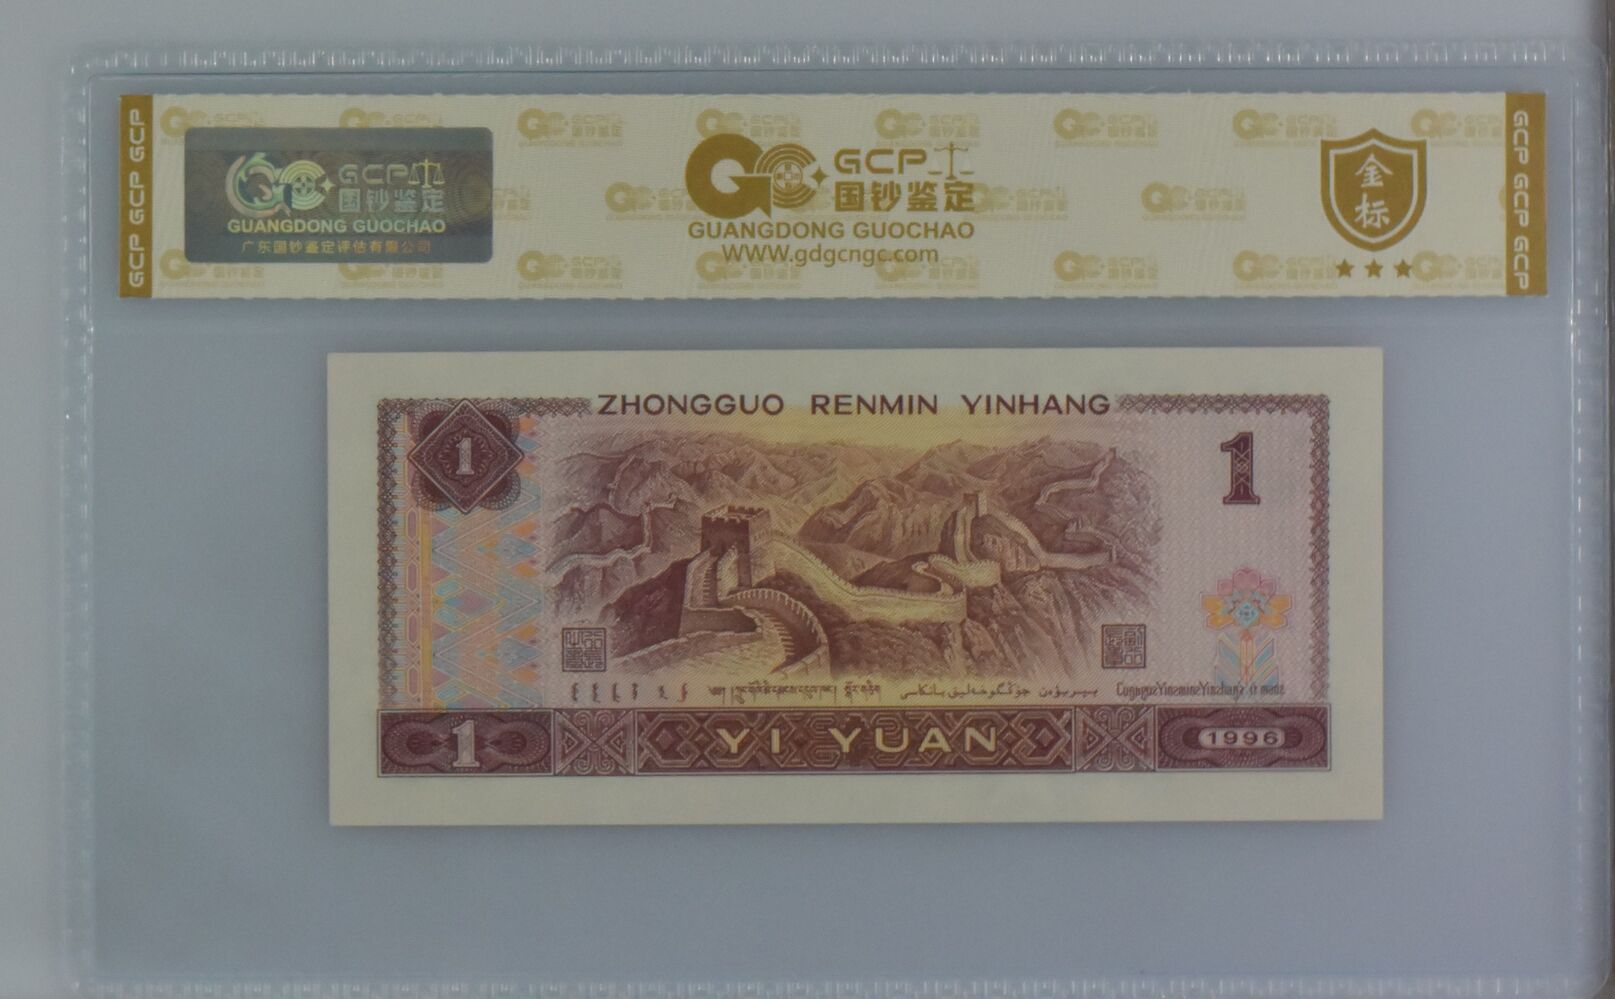 GCP GCP GCP
GCP
国钞鉴定
GUANGDONG GUOCHAO
广东国钞鉴定评估有限公司
GCP
国钞鉴定
GUANGDONG GUOCHAO
WWW.gdgcngc.com
金标
GCP GCP GCP
ZHONGGUO RENMIN YINHANG
1
1
1
YI YUAN
1996